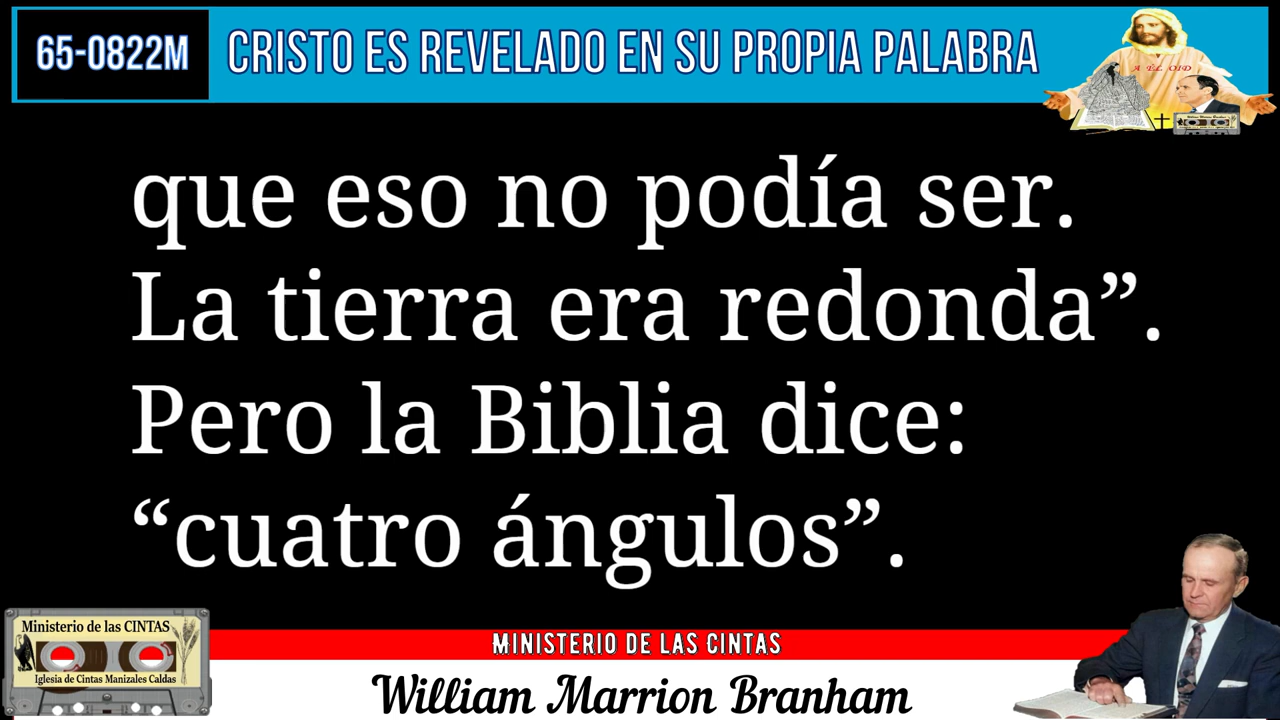 65-0822M
CRISTO ES REVELADO EN SU PROPIA PALABRA
A ÉL OID
que eso no podía ser.
La tierra era redonda”.
Pero la Biblia dice:
“cuatro ángulos”.
Ministerio de las CINTAS
Iglesia de Cintas Manizales Caldas
MINISTERIO DE LAS CINTAS
William Marrion Branham